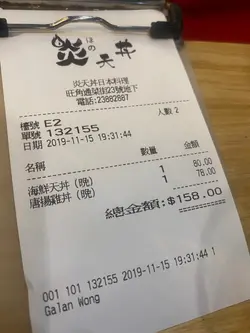 炎 ほの 天丼
炎天丼日本料理
旺角通菜街23號地下
電話:23882887
檯號 E2 人數 2
單號 132155
日期 2019-11-15 19:31:44
名稱 數量 金額
海鮮天丼(晚) 1 80.00
唐揚雞丼(晚) 1 78.00
總金額:$158.00
001 101 132155 2019-11-15 19:31:44 1
Galan Wong